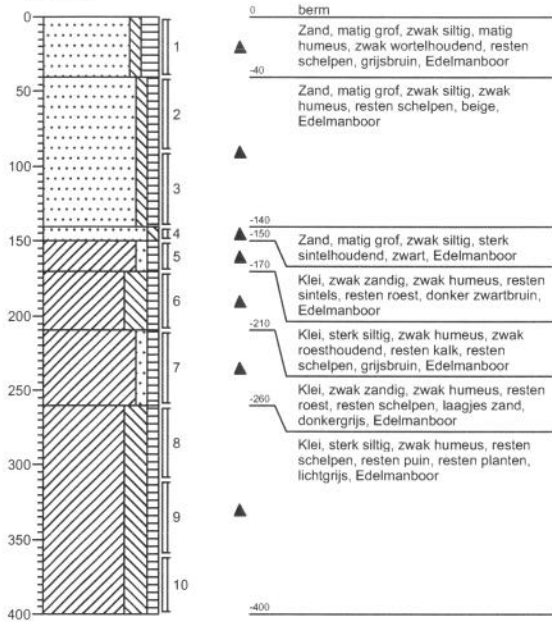 0
50
100
150
200
250
300
350
400
1
2
3
4
5
6
7
8
9
10
0 berm
Zand, matig grof, zwak siltig, matig
humeus, zwak wortelhoudend, resten
schelpen, grijsbruin, Edelmanboor
-40
Zand, matig grof, zwak siltig, zwak
humeus, resten schelpen, beige,
Edelmanboor
-140
-150
Zand, matig grof, zwak siltig, sterk
sintelhoudend, zwart, Edelmanboor
-170
Klei, zwak zandig, zwak humeus, resten
sintels, resten roest, donker zwartbruin,
Edelmanboor
-210
Klei, sterk siltig, zwak humeus, zwak
roesthoudend, resten kalk, resten
schelpen, grijsbruin, Edelmanboor
-260
Klei, zwak zandig, zwak humeus, resten
roest, resten schelpen, laagjes zand,
donkergrijs, Edelmanboor
Klei, sterk siltig, zwak humeus, resten
schelpen, resten puin, resten planten,
lichtgrijs, Edelmanboor
-400